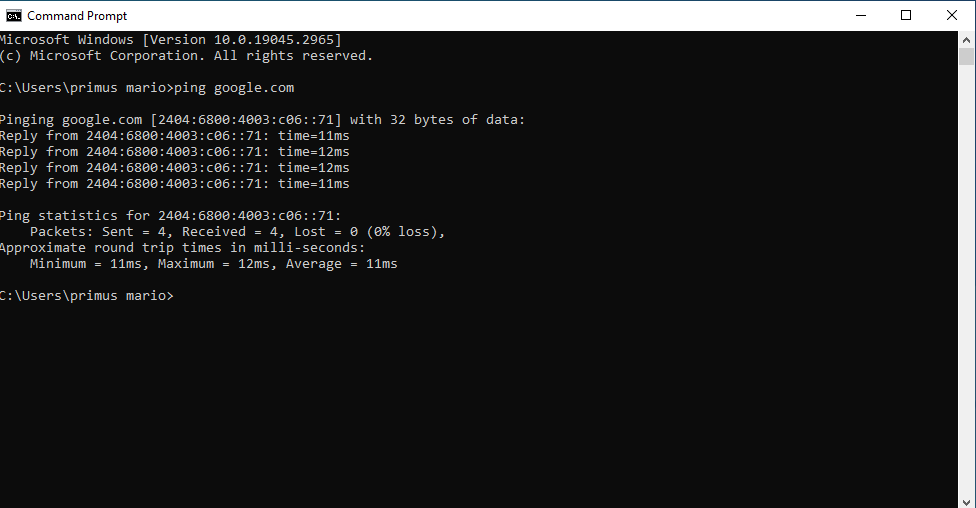 Command Prompt
Microsoft Windows [Version 10.0.19045.2965]
(c) Microsoft Corporation. All rights reserved.
C:\Users\primus mario>ping google.com
Pinging google.com [2404:6800:4003:c06::71] with 32 bytes of data:
Reply from 2404:6800:4003:c06::71: time=11ms
Reply from 2404:6800:4003:c06::71: time=12ms
Reply from 2404:6800:4003:c06::71: time=12ms
Reply from 2404:6800:4003:c06::71: time=11ms
Ping statistics for 2404:6800:4003:c06::71:
    Packets: Sent = 4, Received = 4, Lost = 0 (0% loss),
Approximate round trip times in milli-seconds:
    Minimum = 11ms, Maximum = 12ms, Average = 11ms
C:\Users\primus mario>